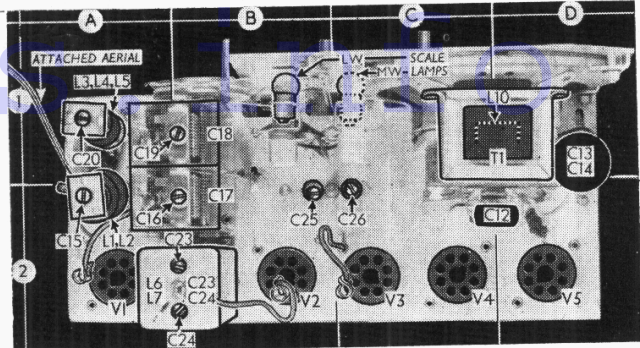 A B C D
ATTACHED AERIAL
LW SCALE
MW LAMPS
L3,L4,L5
L10
1
C20
C19
C18
T1
C13
C14
C16
C17
C15
L1,L2
C25
C26
C12
C23
2
L6 C23
L7 C24
V1
V2
V3
V4
V5
C24